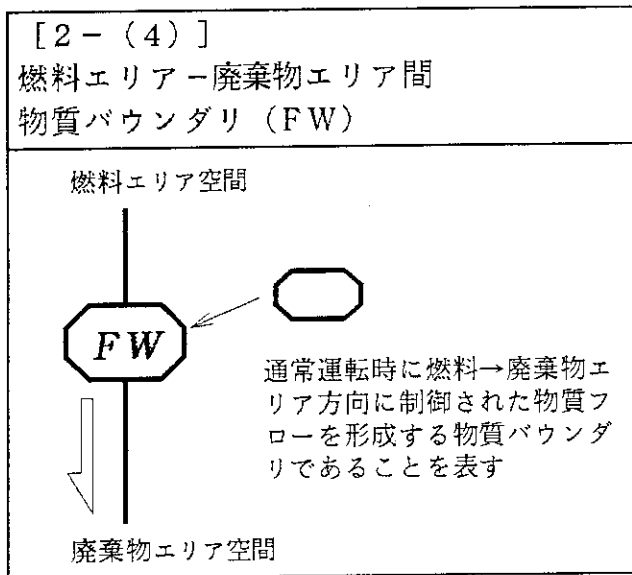 [2-(4)]
燃料エリア-廃棄物エリア間
物質バウンダリ(FW)
燃料エリア空間
FW
通常運転時に燃料→廃棄物エ
リア方向に制御された物質フ
ローを形成する物質バウンダ
リであることを表す
廃棄物エリア空間